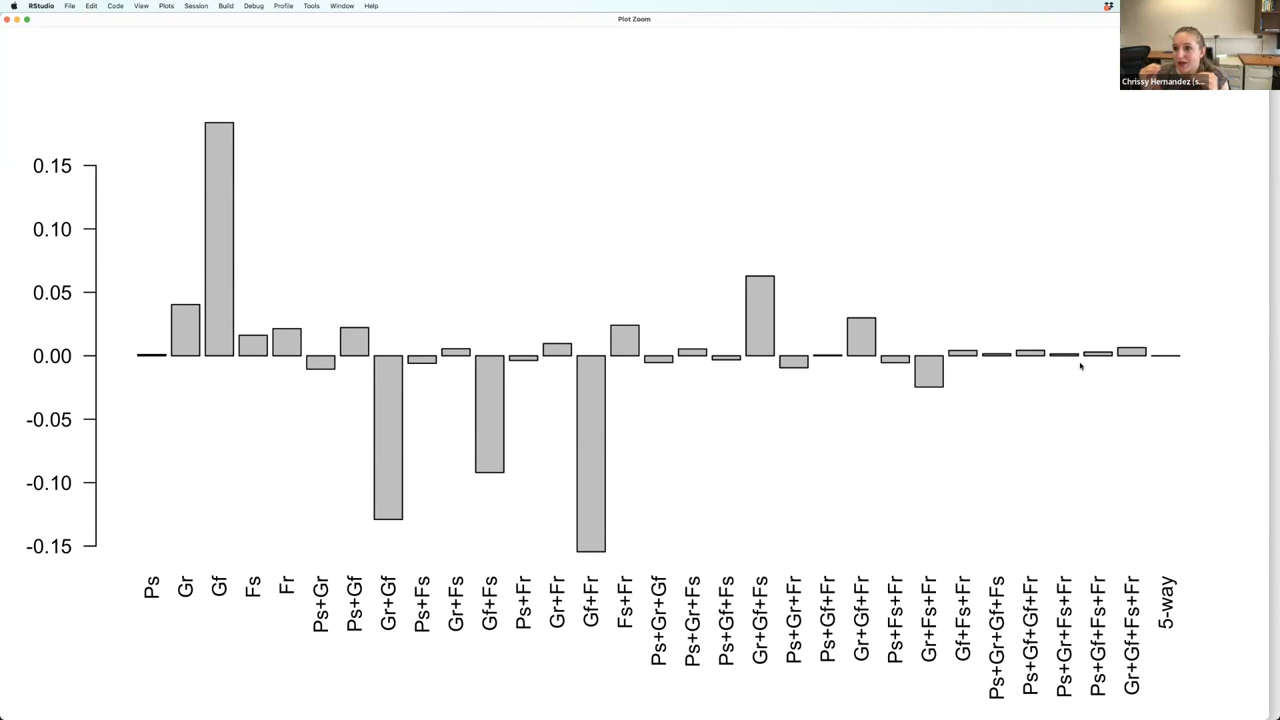 RStudio File Edit Code View Plots Session Build Debug Profile Tools Window Help
Plot Zoom
Chrissy Hernandez (s...
0.15
0.10
0.05
0.00
-0.05
-0.10
-0.15
Ps
Gr
Gf
Fs
Fr
Ps+Gr
Ps+Gf
Gr+Gf
Ps+Fs
Gr+Fs
Gf+Fs
Ps+Fr
Gr+Fr
Gf+Fr
Fs+Fr
Ps+Gr+Gf
Ps+Gr+Fs
Ps+Gf+Fs
Gr+Gf+Fs
Ps+Gr+Fr
Ps+Gf+Fr
Gr+Gf+Fr
Ps+Fs+Fr
Gr+Fs+Fr
Gf+Fs+Fr
Ps+Gr+Gf+Fs
Ps+Gf+Gf+Fr
Ps+Gr+Fs+Fr
Ps+Gf+Fs+Fr
Gr+Gf+Fs+Fr
5-way